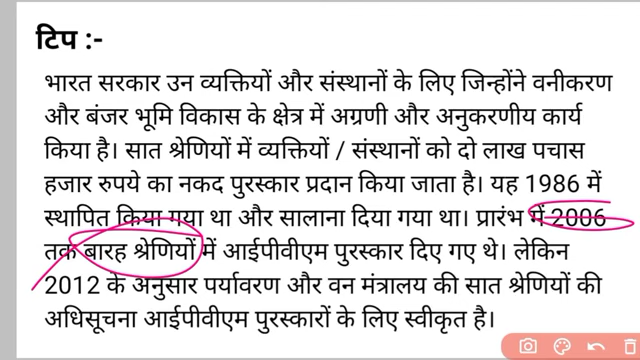 टिप :-
भारत सरकार उन व्यक्तियों और संस्थानों के लिए जिन्होंने वनीकरण
और बंजर भूमि विकास के क्षेत्र में अग्रणी और अनुकरणीय कार्य
किया है। सात श्रेणियों में व्यक्तियों / संस्थानों को दो लाख पचास
हजार रुपये का नकद पुरस्कार प्रदान किया जाता है। यह 1986 में
स्थापित किया गया था और सालाना दिया गया था। प्रारंभ में 2006
तक बारह श्रेणियों में आईपीवीएम पुरस्कार दिए गए थे। लेकिन
2012 के अनुसार पर्यावरण और वन मंत्रालय की सात श्रेणियों की
अधिसूचना आईपीवीएम पुरस्कारों के लिए स्वीकृत है।